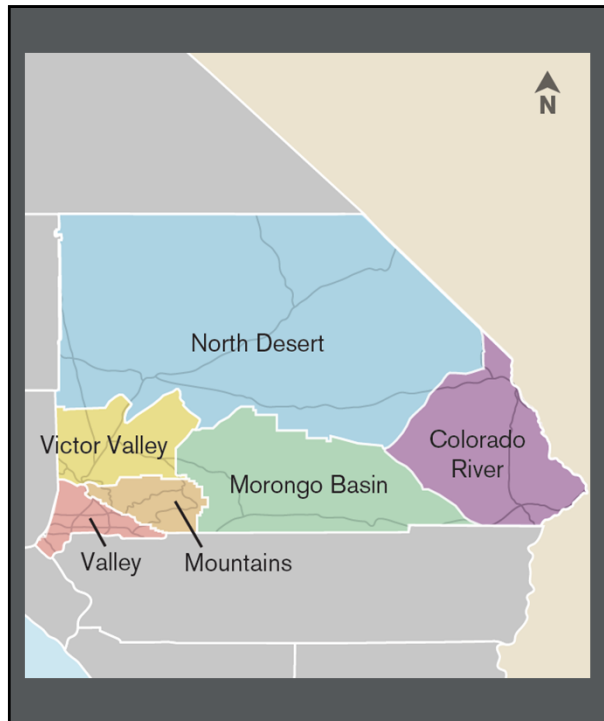 N
North Desert
Victor Valley
Colorado
River
Morongo Basin
Valley
Mountains